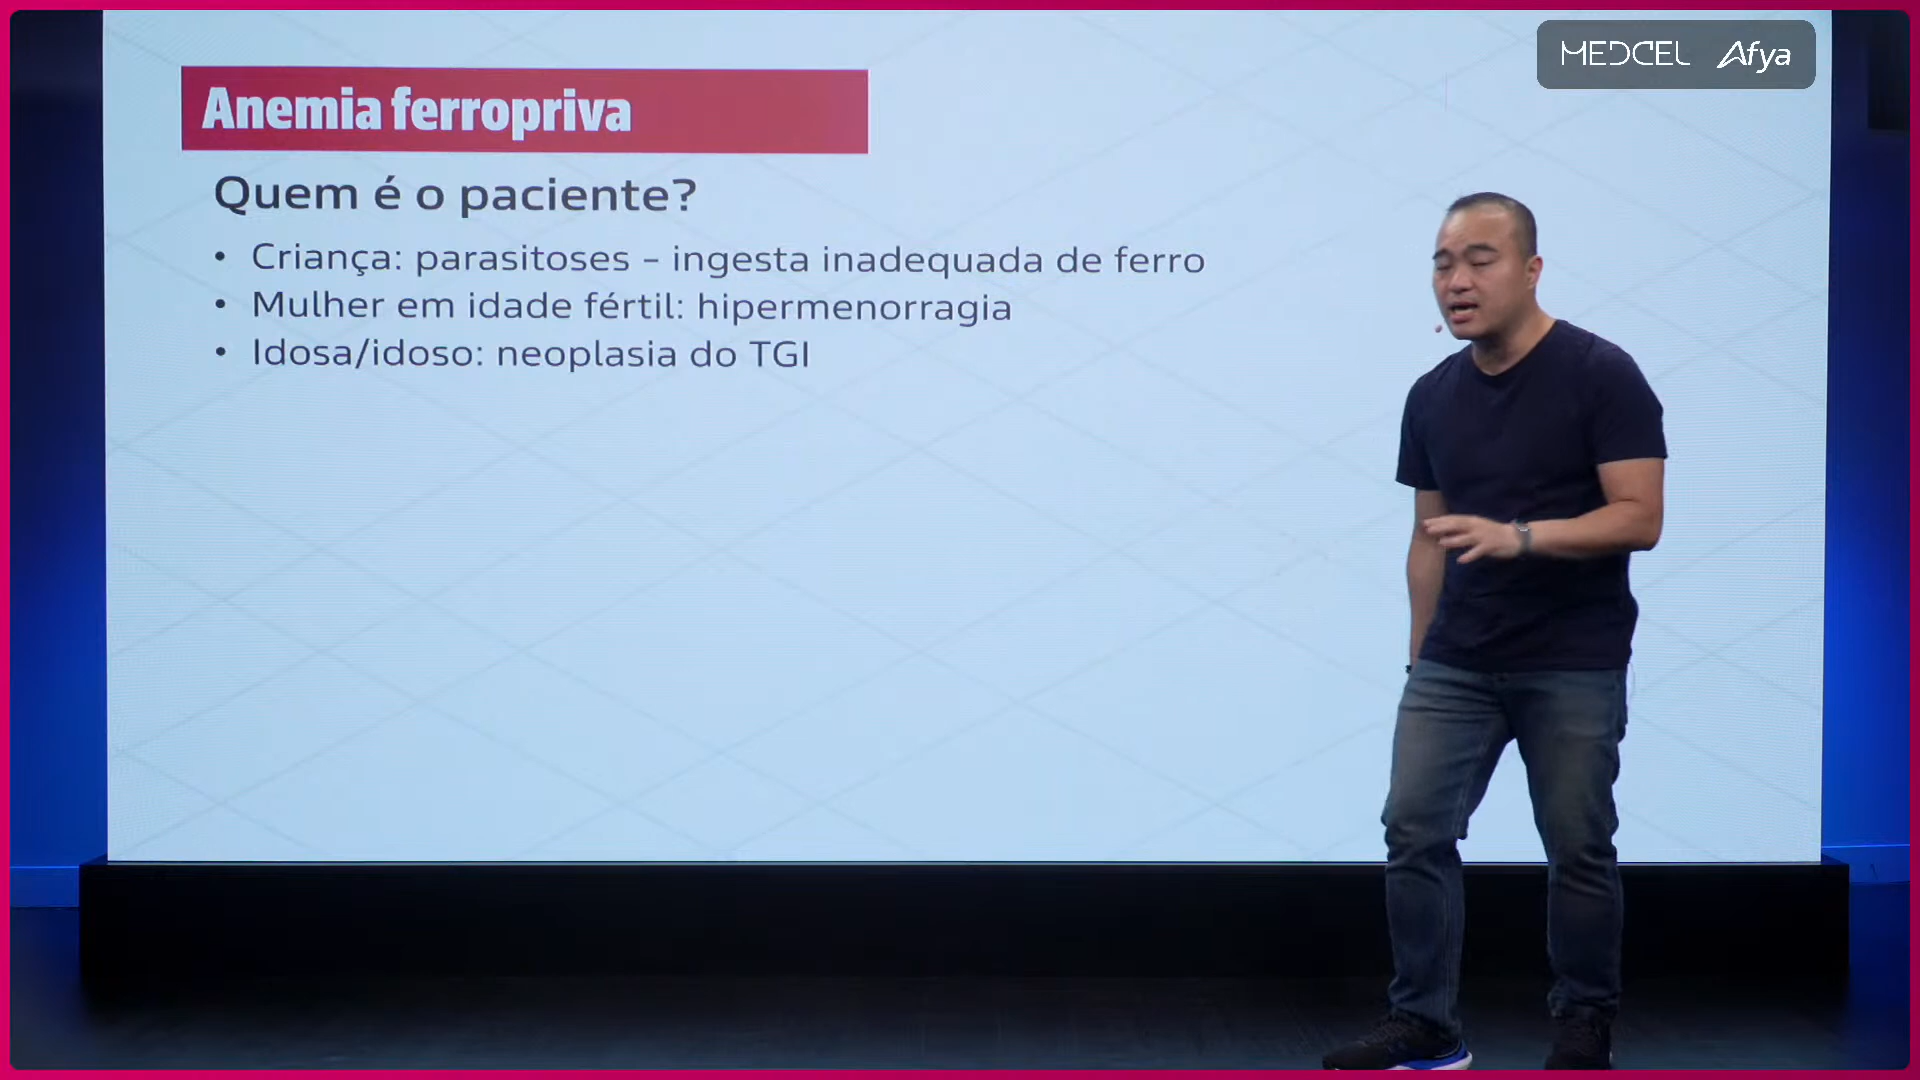 MEDCEL Afya
Anemia ferropriva
Quem é o paciente?
• Criança: parasitoses – ingesta inadequada de ferro
• Mulher em idade fértil: hipermenorragia
• Idosa/idoso: neoplasia do TGI